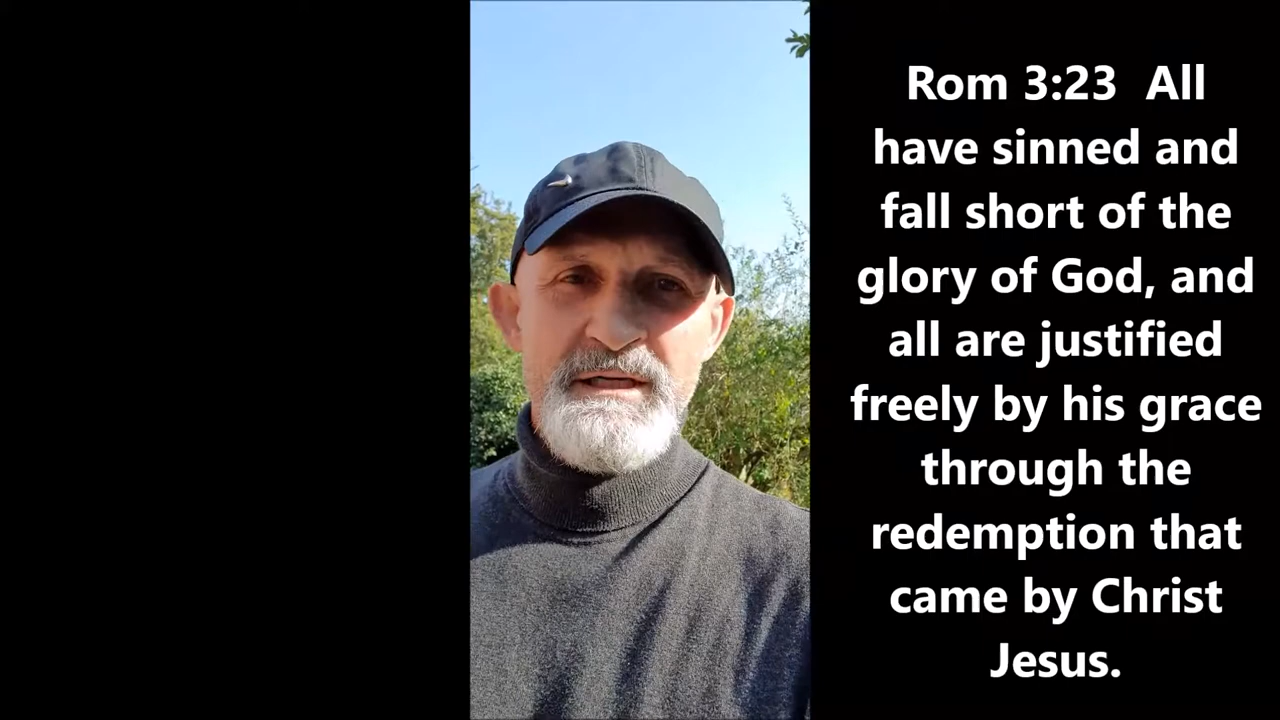 Rom 3:23  All
have sinned and
fall short of the
glory of God, and
all are justified
freely by his grace
through the
redemption that
came by Christ
Jesus.